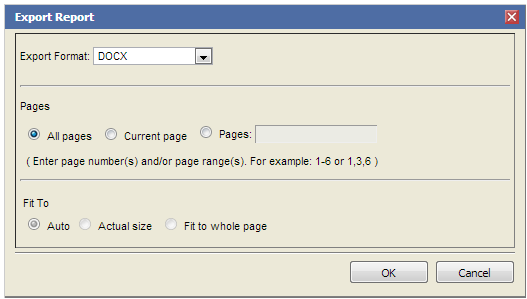 Export Report
Export Format: DOCX
Pages
All pages Current page Pages:
( Enter page number(s) and/or page range(s). For example: 1-6 or 1,3,6 )
Fit To
Auto Actual size Fit to whole page
OK Cancel